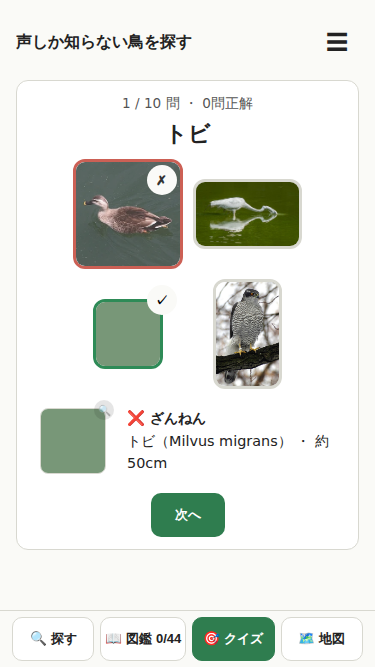 声しか知らない鳥を探す
☰
1 / 10 問 ・ 0問正解
トビ
✗
✓
❌ ざんねん
トビ（Milvus migrans） ・ 約
50cm
次へ
🔍 探す
📖 図鑑 0/44
🎯 クイズ
🗺️ 地図